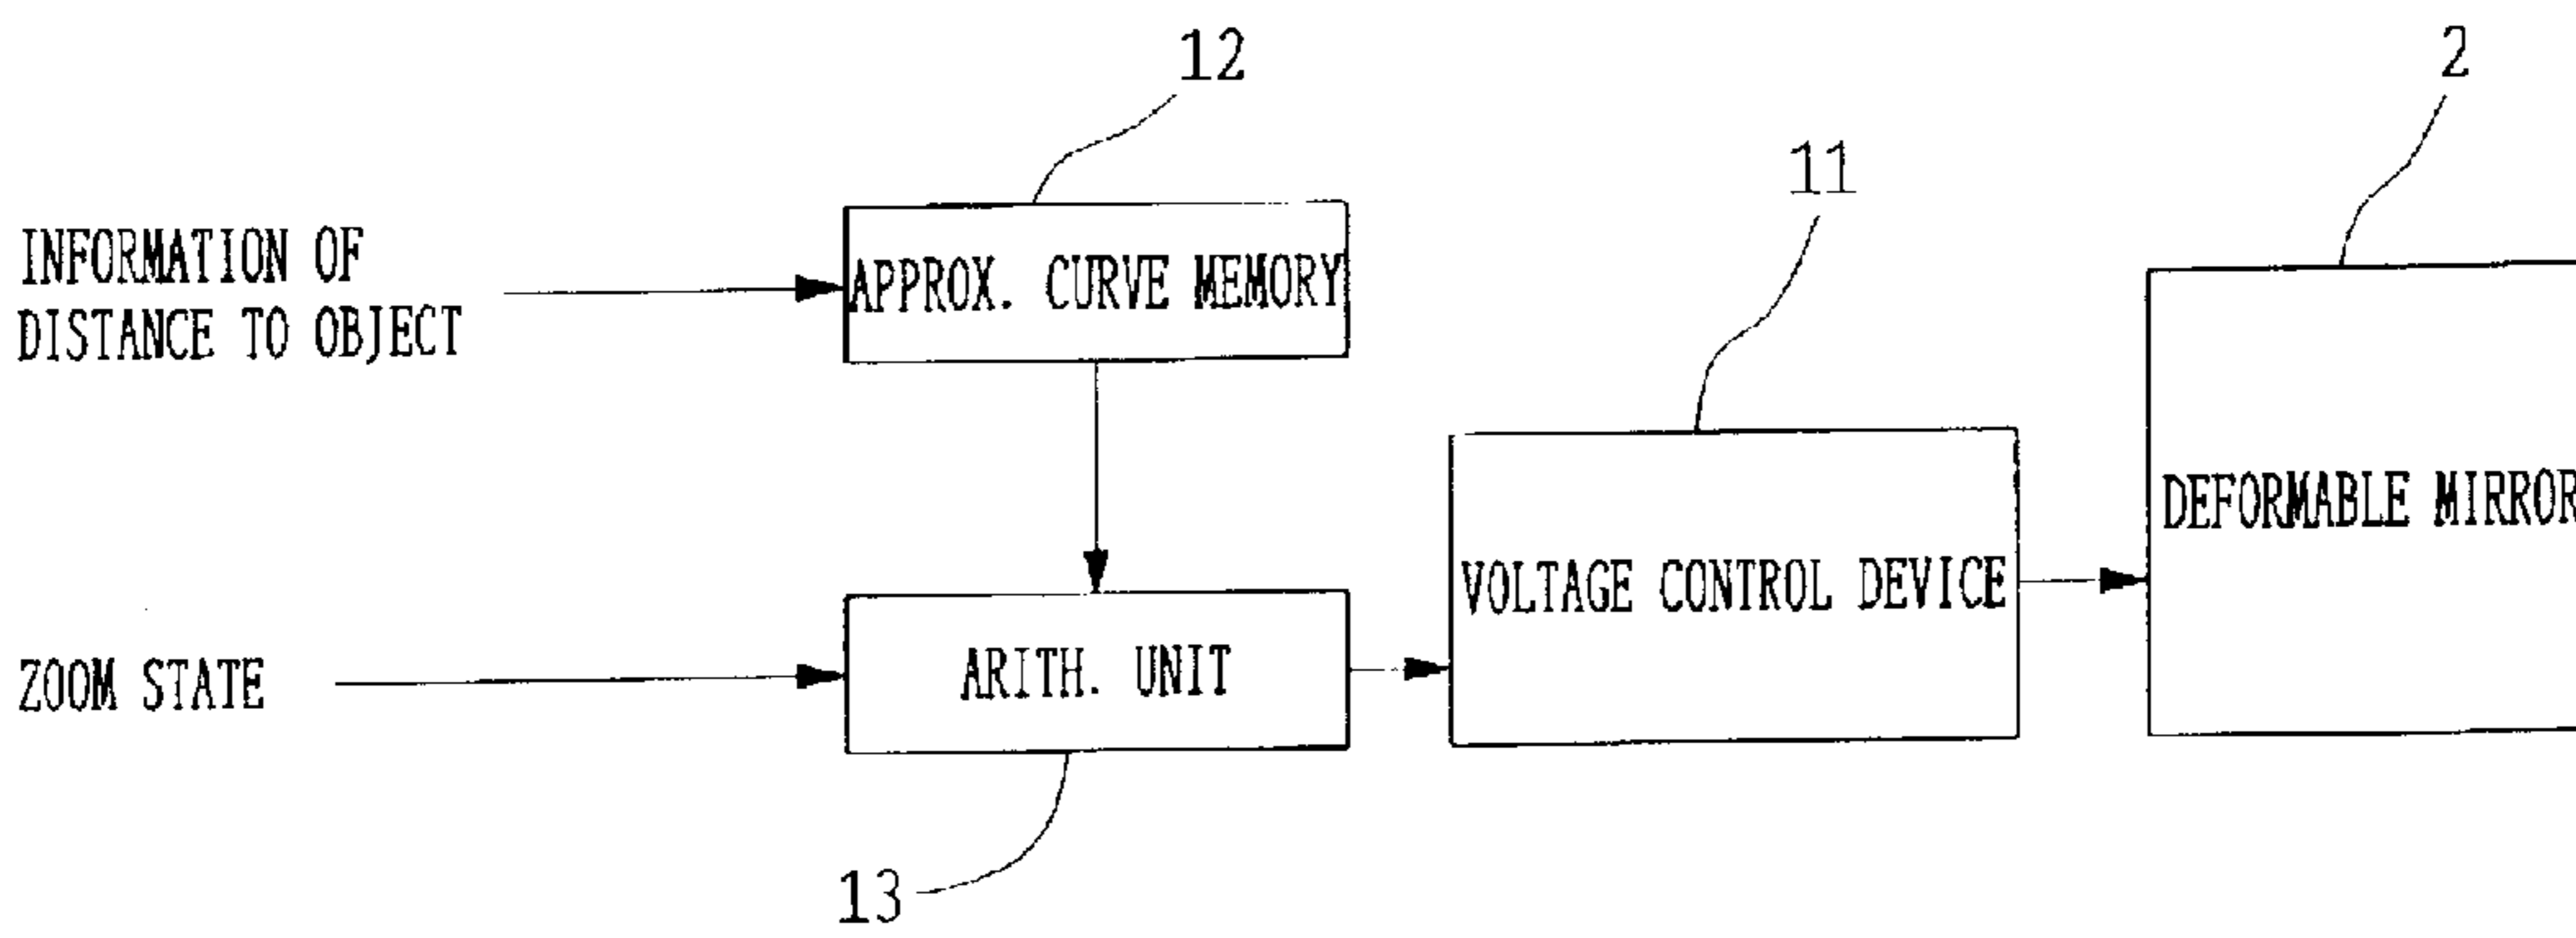 12
2
11
INFORMATION OF
DISTANCE TO OBJECT
APPROX. CURVE MEMORY
DEFORMABLE MIRROR
VOLTAGE CONTROL DEVICE
ZOOM STATE
ARITH. UNIT
13